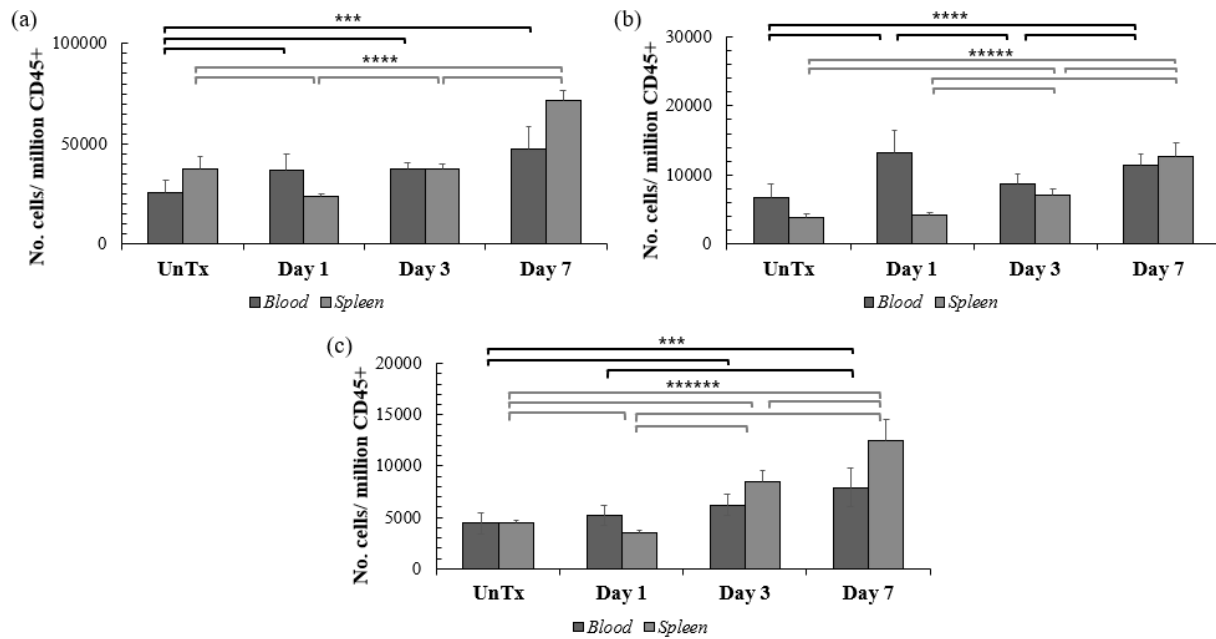 (a)
***
****
100000
50000
0
No. cells/ million CD45+
UnTx Day 1 Day 3 Day 7
Blood Spleen
(b)
****
*****
30000
20000
10000
0
No. cells/ million CD45+
UnTx Day 1 Day 3 Day 7
Blood Spleen
(c)
***
******
20000
15000
10000
5000
0
No. cells/ million CD45+
UnTx Day 1 Day 3 Day 7
Blood Spleen